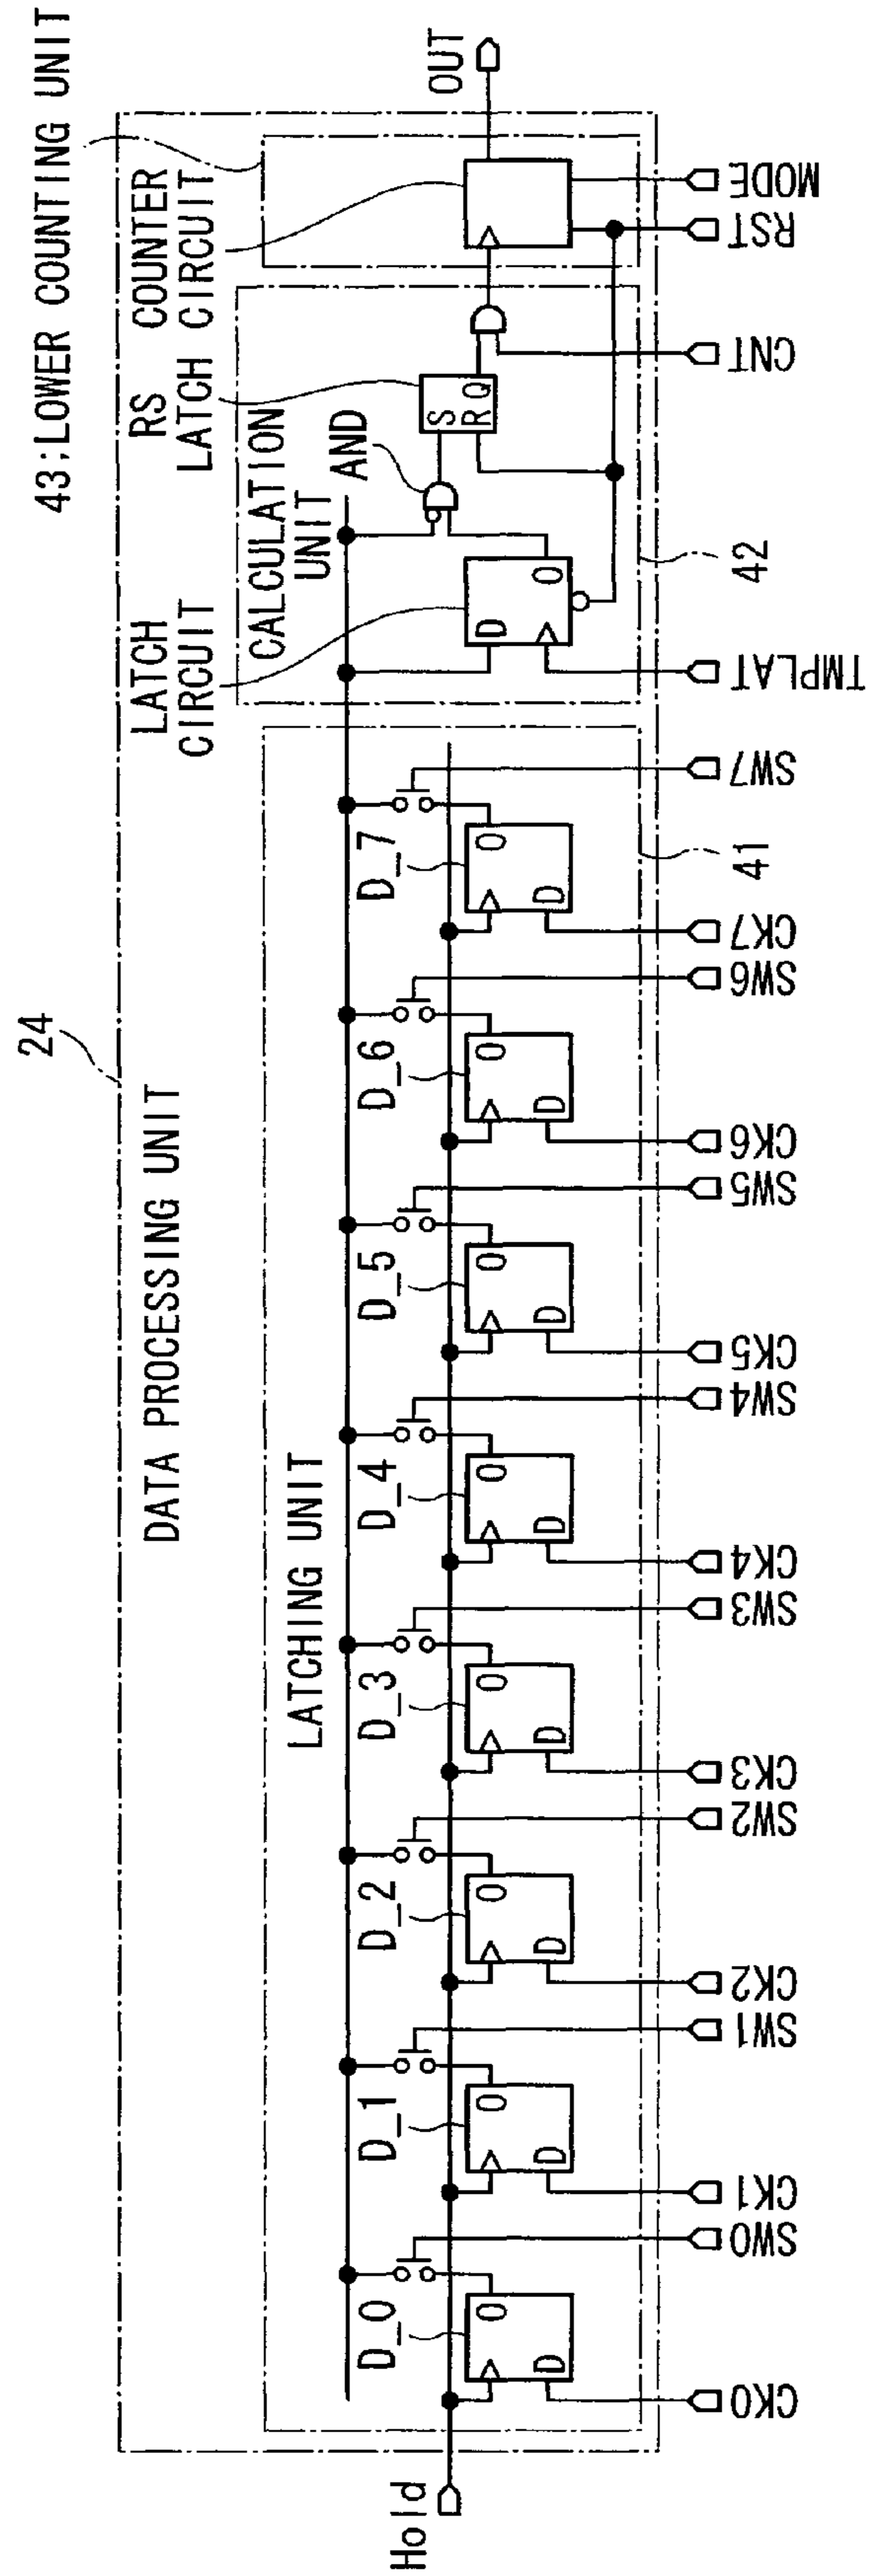 43;LOWER COUNTING UNIT
24
DATA PROCESSING UNIT
LATCH
CIRCUIT
RS
LATCH
COUNTER
CIRCUIT
LATCHING UNIT
CALCULATION
UNIT
AND
D_0
D_1
D_2
D_3
D_4
D_5
D_6
D_7
O
D
O
D
O
D
O
D
O
D
O
D
O
D
O
D
D
O
S
R
Q
Hold
OUT
CK0
SW0
CK1
SW1
CK2
SW2
CK3
SW3
CK4
SW4
CK5
SW5
CK6
SW6
CK7
SW7
TMPLAT
CNT
RST
MODE
41
42